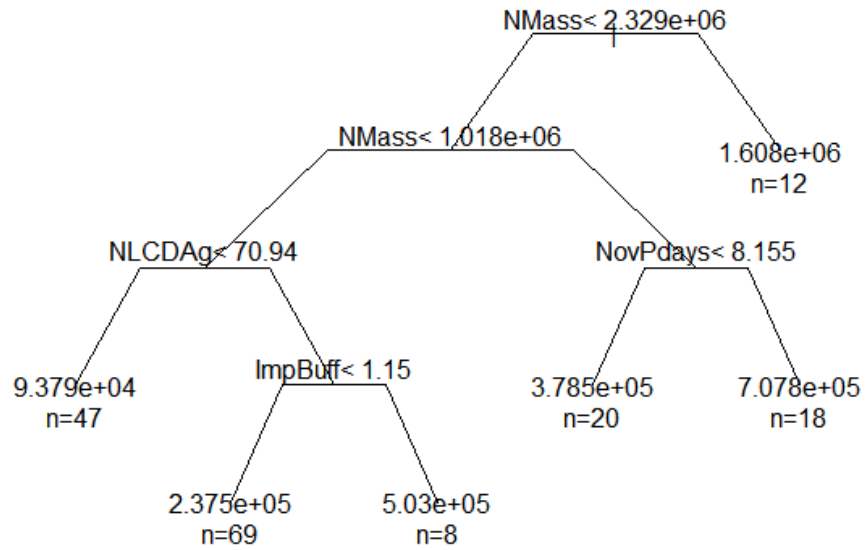 NMass< 2.329e+06
NMass< 1.018e+06
1.608e+06
n=12
NLCDAg< 70.94
NovPdays< 8.155
ImpBuff< 1.15
9.379e+04
n=47
3.785e+05
n=20
7.078e+05
n=18
2.375e+05
n=69
5.03e+05
n=8